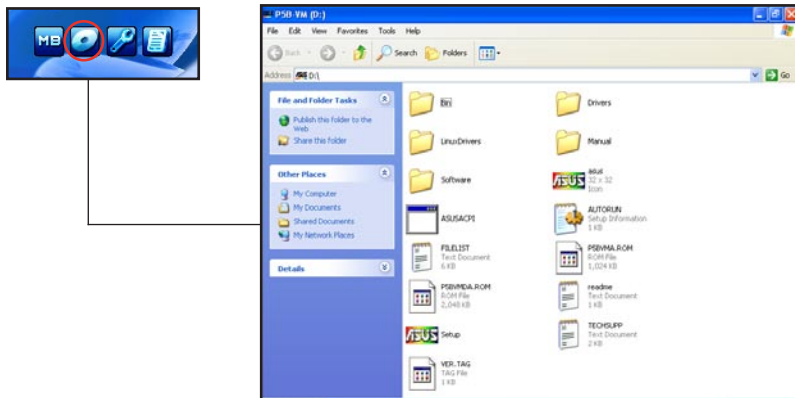 MB
P5B-VM (D:)
File Edit View Favorites Tools Help
Back
Search
Folders
Address D:\
Go
File and Folder Tasks
Publish this folder to the
Web
Share this folder
Other Places
My Computer
My Documents
Shared Documents
My Network Places
Details
Bin
Drivers
LinuxDrivers
Manual
Software
ASUS
asus
32 x 32
Icon
ASUSACPI
AUTORUN
Setup Information
1 KB
FILELIST
Text Document
6 KB
P5BVMA.ROM
ROM File
1,024 KB
P5BVMDA.ROM
ROM File
2,048 KB
readme
Text Document
1 KB
ASUS
Setup
TECHSUPP
Text Document
2 KB
VER.TAG
TAG File
1 KB